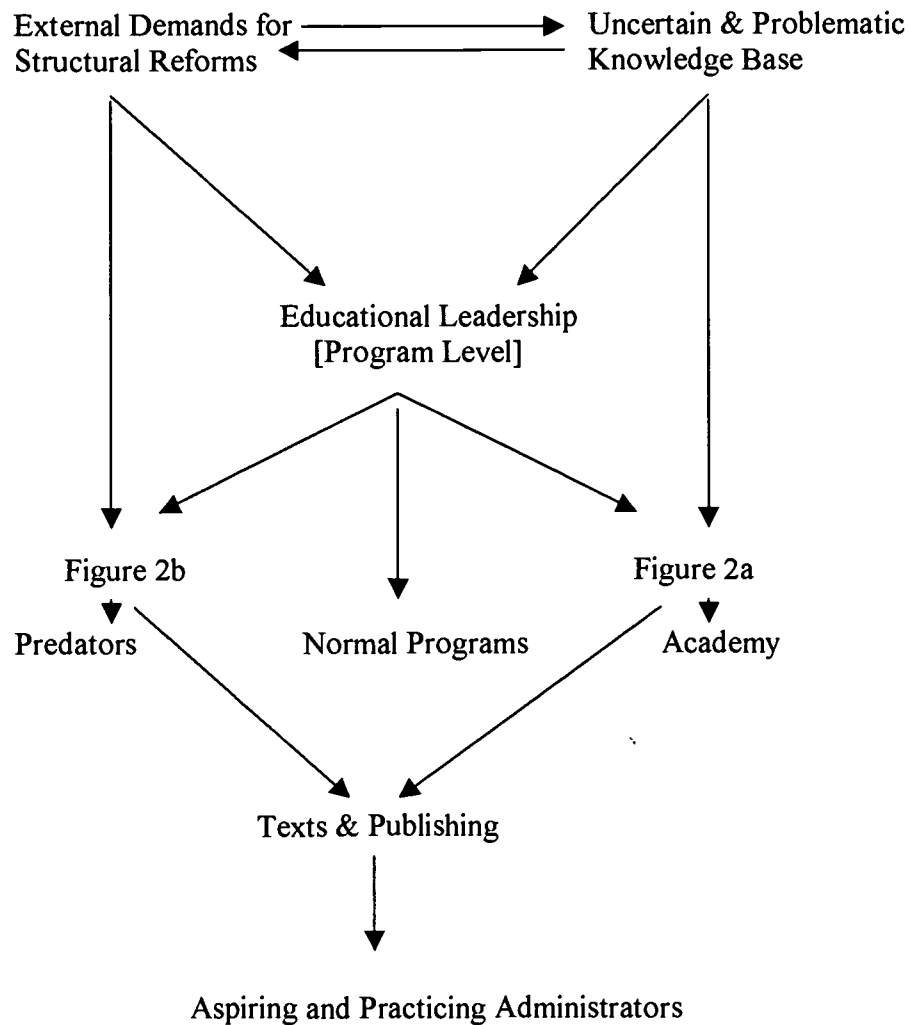 External Demands for
Structural Reforms
Uncertain & Problematic
Knowledge Base
Educational Leadership
[Program Level]
Figure 2b
Figure 2a
Predators
Normal Programs
Academy
Texts & Publishing
Aspiring and Practicing Administrators